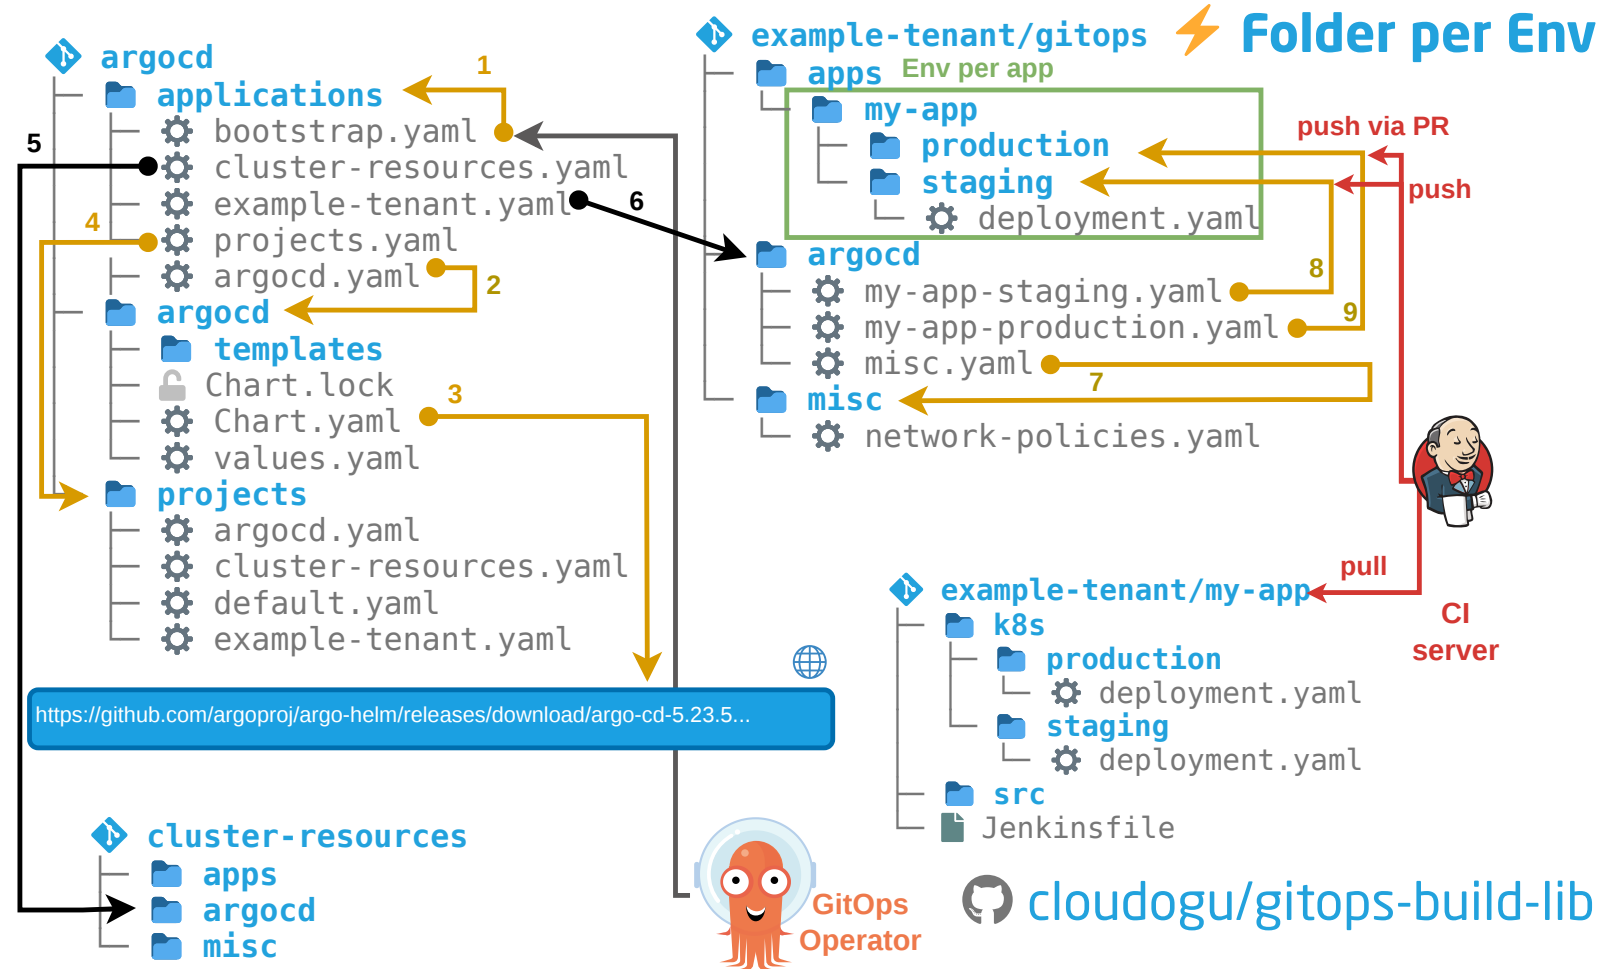 argocd
applications
bootstrap.yaml
cluster-resources.yaml
example-tenant.yaml
projects.yaml
argocd.yaml
argocd
templates
Chart.lock
Chart.yaml
values.yaml
projects
argocd.yaml
cluster-resources.yaml
default.yaml
example-tenant.yaml
1
5
6
4
2
3
https://github.com/argoproj/argo-helm/releases/download/argo-cd-5.23.5...
cluster-resources
apps
argocd
misc
GitOps
Operator
example-tenant/gitops
Folder per Env
apps
Env per app
my-app
production
staging
deployment.yaml
argocd
my-app-staging.yaml
my-app-production.yaml
misc.yaml
misc
network-policies.yaml
8
9
7
push via PR
push
pull
CI
server
example-tenant/my-app
k8s
production
deployment.yaml
staging
deployment.yaml
src
Jenkinsfile
cloudogu/gitops-build-lib